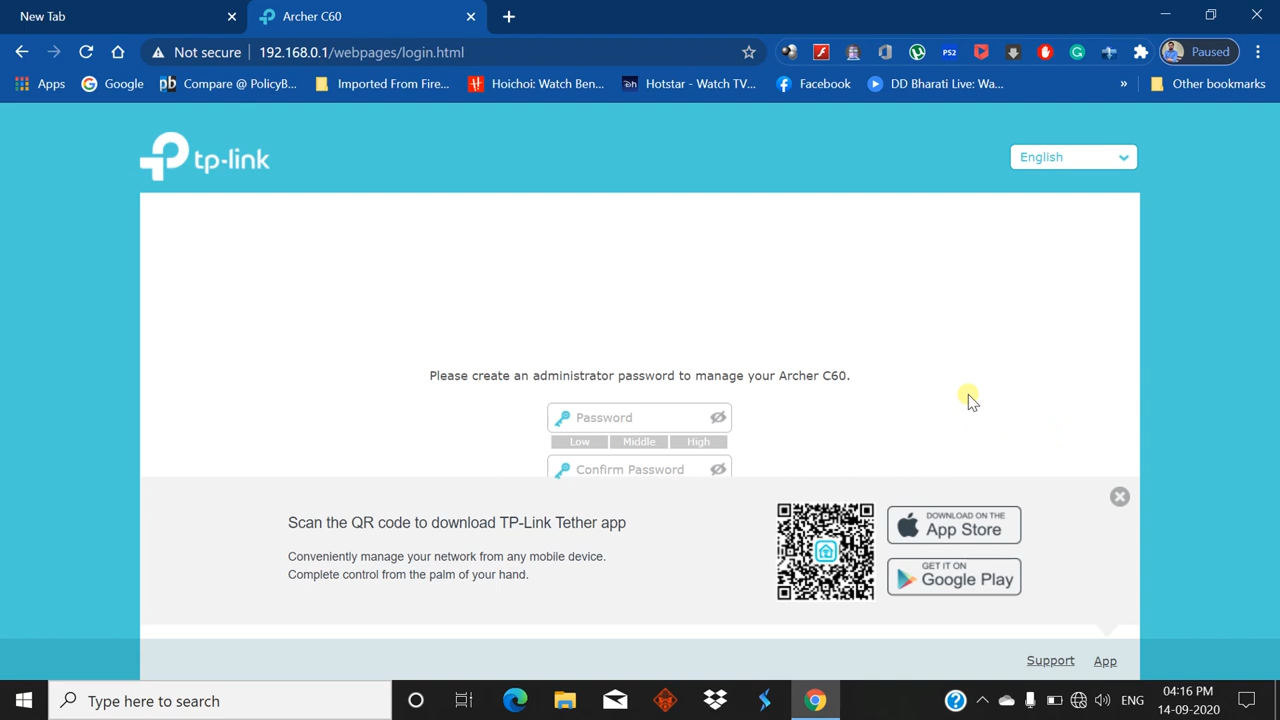 New Tab
Archer C60
Not secure
192.168.0.1/webpages/login.html
PS2
Paused
Apps
Google
Compare @ PolicyB...
Imported From Fire...
Hoichoi: Watch Ben...
Hotstar - Watch TV...
Facebook
DD Bharati Live: Wa...
»
Other bookmarks
tp-link
English
Please create an administrator password to manage your Archer C60.
Password
Low
Middle
High
Confirm Password
Scan the QR code to download TP-Link Tether app
Conveniently manage your network from any mobile device.
Complete control from the palm of your hand.
DOWNLOAD ON THE
App Store
GET IT ON
Google Play
Support
App
Type here to search
ENG
04:16 PM
14-09-2020